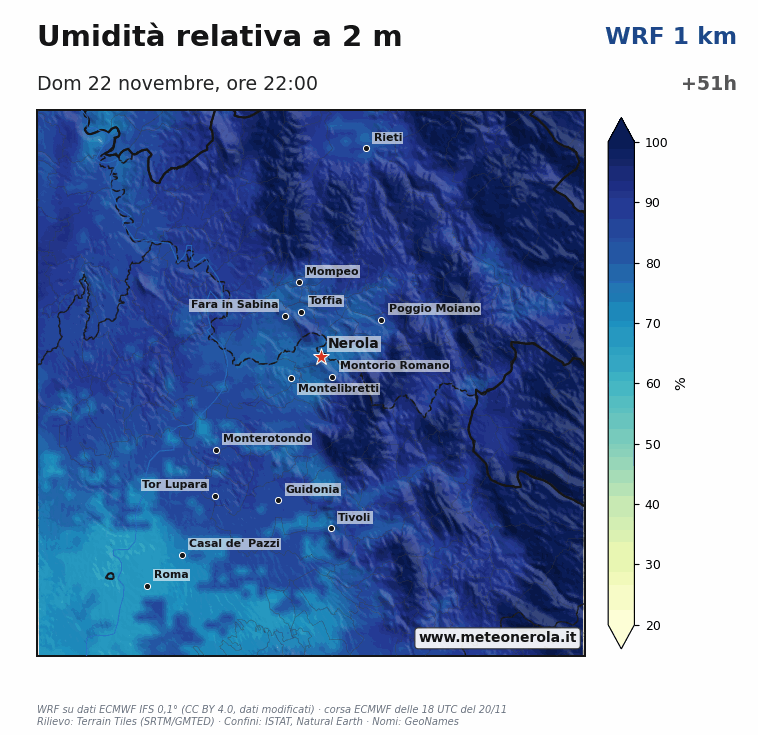 Umidità relativa a 2 m
WRF 1 km
Dom 22 novembre, ore 22:00
+51h
Rieti
Mompeo
Fara in Sabina
Toffia
Poggio Moiano
Nerola
Montorio Romano
Montelibretti
Monterotondo
Tor Lupara
Guidonia
Tivoli
Casal de' Pazzi
Roma
www.meteonerola.it
100
90
80
70
60
50
40
30
20
%
WRF su dati ECMWF IFS 0,1° (CC BY 4.0, dati modificati) · corsa ECMWF delle 18 UTC del 20/11
Rilievo: Terrain Tiles (SRTM/GMTED) · Confini: ISTAT, Natural Earth · Nomi: GeoNames